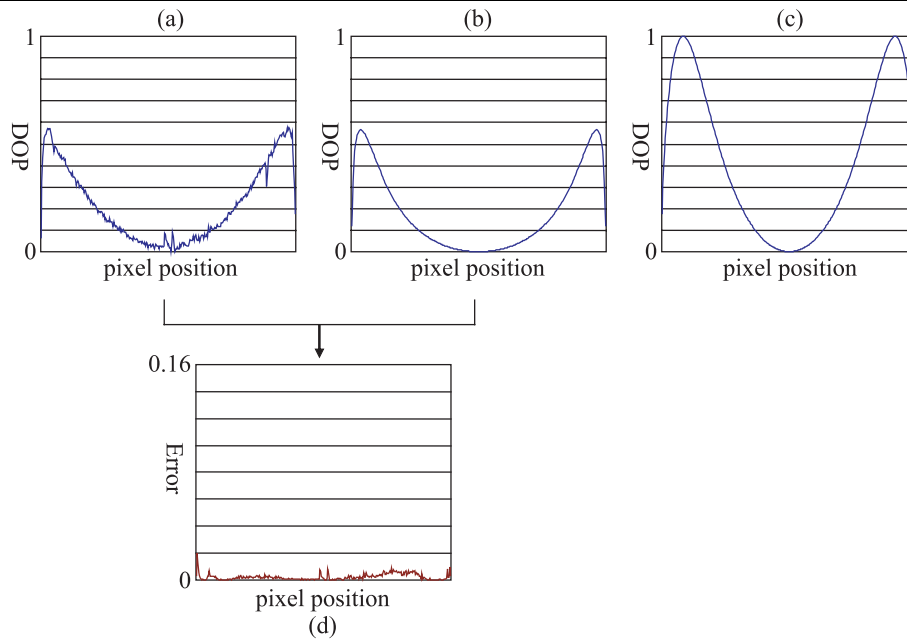 (a)
(b)
(c)
1
1
1
DOP
DOP
DOP
0
0
0
pixel position
pixel position
pixel position
0.16
Error
0
pixel position
(d)